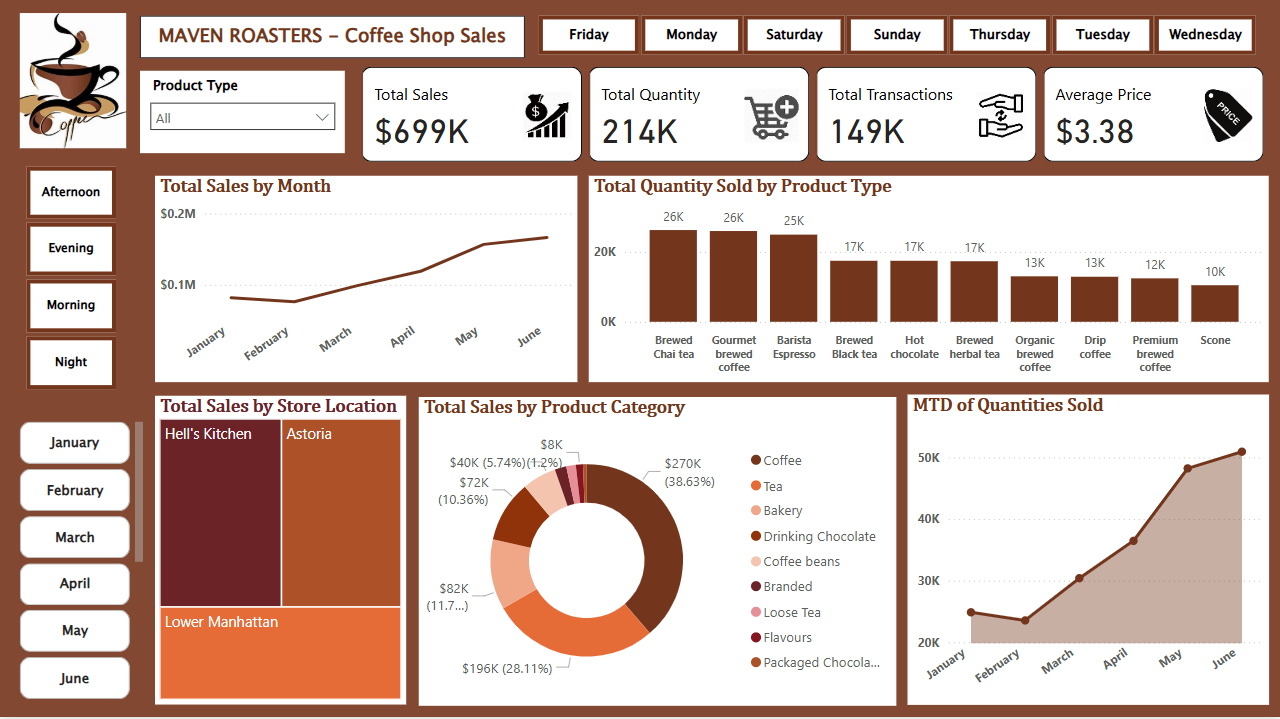 Coffee
MAVEN ROASTERS – Coffee Shop Sales
Friday
Monday
Saturday
Sunday
Thursday
Tuesday
Wednesday
Product Type
All
Total Sales
$699K
Total Quantity
214K
Total Transactions
149K
Average Price
$3.38
PRICE
Afternoon
Evening
Morning
Night
January
February
March
April
May
June
Total Sales by Month
$0.2M
$0.1M
January
February
March
April
May
June
Total Quantity Sold by Product Type
20K
0K
26K
26K
25K
17K
17K
17K
13K
13K
12K
10K
Brewed
Chai tea
Gourmet
brewed
coffee
Barista
Espresso
Brewed
Black tea
Hot
chocolate
Brewed
herbal tea
Organic
brewed
coffee
Drip
coffee
Premium
brewed
coffee
Scone
Total Sales by Store Location
Hell's Kitchen
Astoria
Lower Manhattan
Total Sales by Product Category
$8K
(1.2%)
$40K (5.74%)
$72K
(10.36%)
$82K
(11.7...)
$196K (28.11%)
$270K
(38.63%)
Coffee
Tea
Bakery
Drinking Chocolate
Coffee beans
Branded
Loose Tea
Flavours
Packaged Chocola...
MTD of Quantities Sold
50K
40K
30K
20K
January
February
March
April
May
June